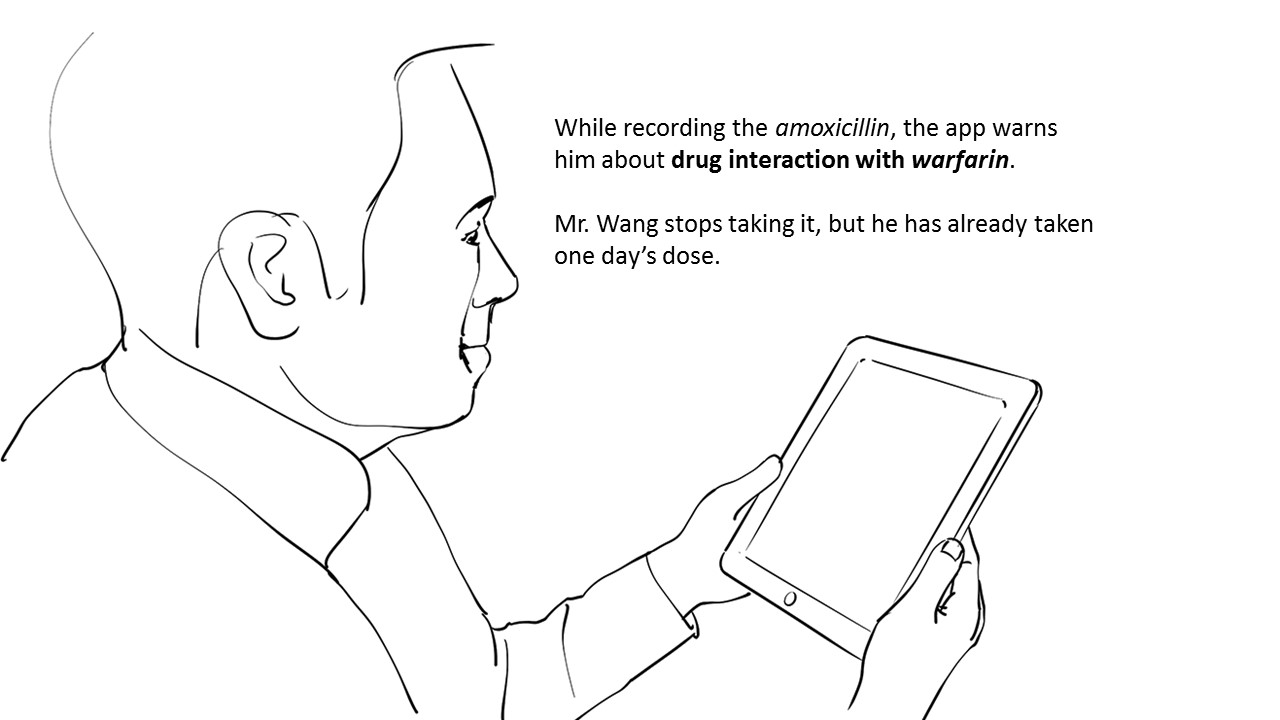 While recording the amoxicillin, the app warns
him about drug interaction with warfarin.
Mr. Wang stops taking it, but he has already taken
one day’s dose.